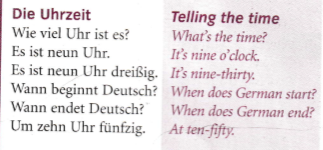 Die Uhrzeit
Wie viel Uhr ist es?
Es ist neun Uhr.
Es ist neun Uhr dreißig.
Wann beginnt Deutsch?
Wann endet Deutsch?
Um zehn Uhr fünfzig.
Telling the time
What's the time?
It's nine o'clock.
It's nine-thirty.
When does German start?
When does German end?
At ten-fifty.